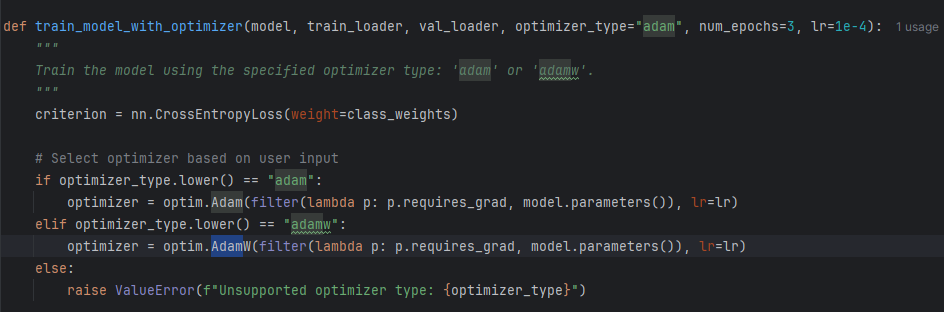 def train_model_with_optimizer(model, train_loader, val_loader, optimizer_type="adam", num_epochs=3, lr=1e-4): 1 usage
    """
    Train the model using the specified optimizer type: 'adam' or 'adamw'.
    """
    criterion = nn.CrossEntropyLoss(weight=class_weights)
    # Select optimizer based on user input
    if optimizer_type.lower() == "adam":
        optimizer = optim.Adam(filter(lambda p: p.requires_grad, model.parameters()), lr=lr)
    elif optimizer_type.lower() == "adamw":
        optimizer = optim.AdamW(filter(lambda p: p.requires_grad, model.parameters()), lr=lr)
    else:
        raise ValueError(f"Unsupported optimizer type: {optimizer_type}")